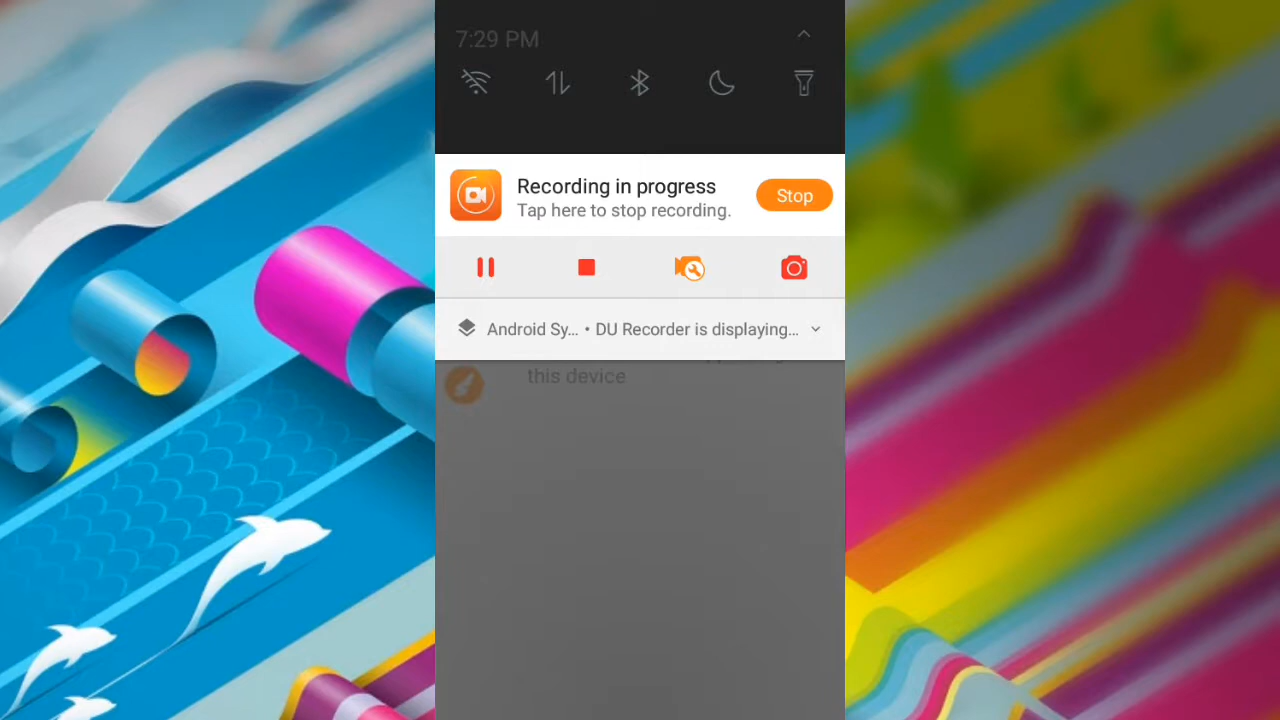 7:29 PM
Recording in progress
Tap here to stop recording.
Stop
Android Sy... • DU Recorder is displaying...
this device